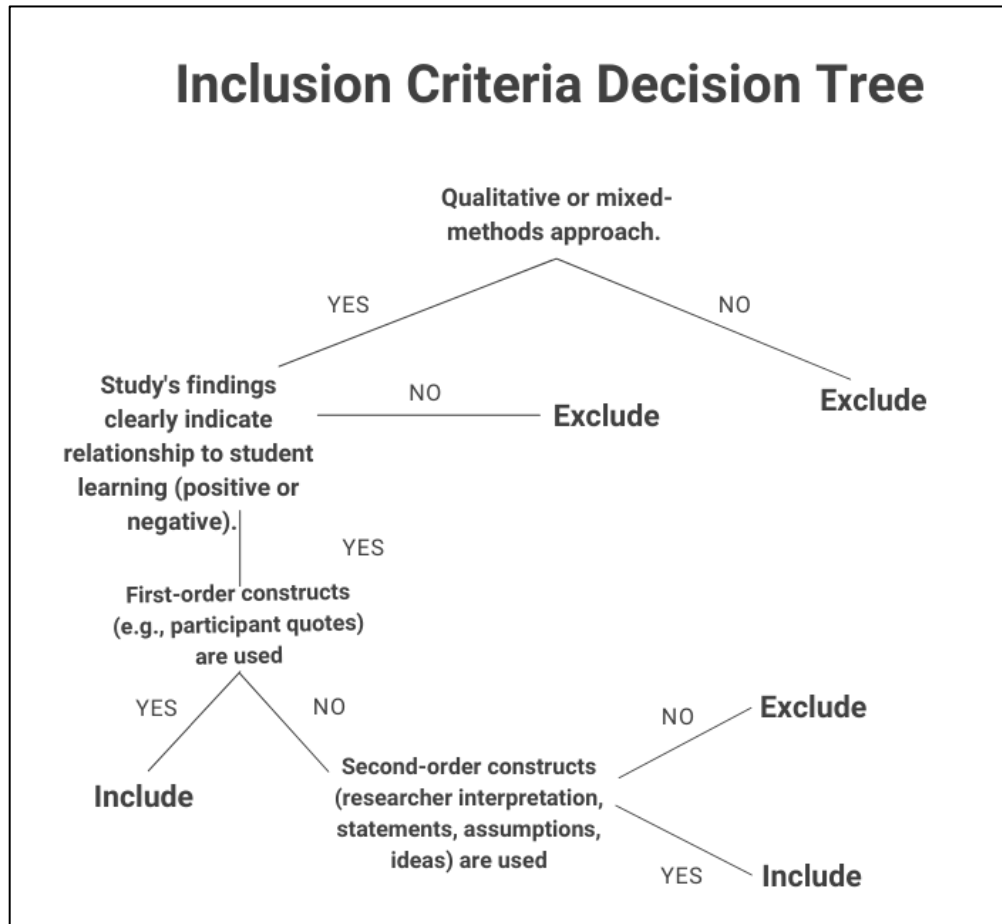 Inclusion Criteria Decision Tree
Qualitative or mixed-
methods approach.
YES
NO
Study's findings
clearly indicate
relationship to student
learning (positive or
negative).
NO
Exclude
Exclude
YES
First-order constructs
(e.g., participant quotes)
are used
YES
NO
Include
Second-order constructs
(researcher interpretation,
statements, assumptions,
ideas) are used
NO
Exclude
YES
Include